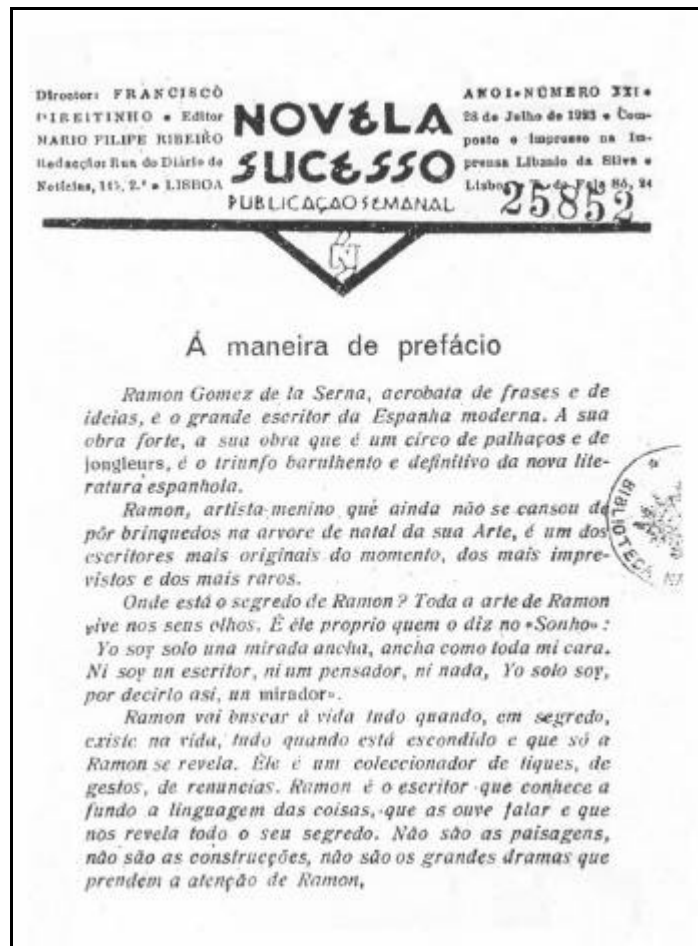 Director: FRANCISCO
PIREITINHO • Editor
MARIO FILIPE RIBEIRO
Redacção: Rua do Diário de
Notícias, 145, 2.º • LISBOA
NOVELA
SUCESSO
PUBLICAÇÃO SEMANAL
ANO I • NÚMERO XXI •
28 de Julho de 1923 • Com-
posto e Impresso na Im-
prensa Libanio da Silva •
Lisboa de 24
25852
N
Á maneira de prefácio
Ramon Gomez de la Serna, acrobata de frases e de
ideias, e o grande escritor da Espanha moderna. A sua
obra forte, a sua obra que é um circo de palhaços e de
jongleurs, é o triunfo barulhento e definitivo da nova lite-
ratura espanhola.
Ramon, artista-menino que ainda não se cansou de
pôr brinquedos na arvore de natal da sua Arte, é um dos
escritores mais originais do momento, dos mais impre-
vistos e dos mais raros.
Onde está o segredo de Ramon? Toda a arte de Ramon
vive nos seus olhos. É êle proprio quem o diz no «Sonho»:
Yo soy solo una mirada ancha, ancha como toda mi cara.
Ni soy un escritor, ni um pensador, ni nada, Yo solo soy,
por decirlo asi, un mirador».
Ramon vai buscar á vida tudo quando, em segredo,
existe na vida, tudo quando está escondido e que só a
Ramon se revela. Êle é um coleccionador de tiques, de
gestos, de renuncias. Ramon é o escritor que conhece a
fundo a linguagem das coisas, que as ouve falar e que
nos revela todo o seu segredo. Não são as paisagens,
não são as construcções, não são os grandes dramas que
prendem a atenção de Ramon,
BIBLIOTECA